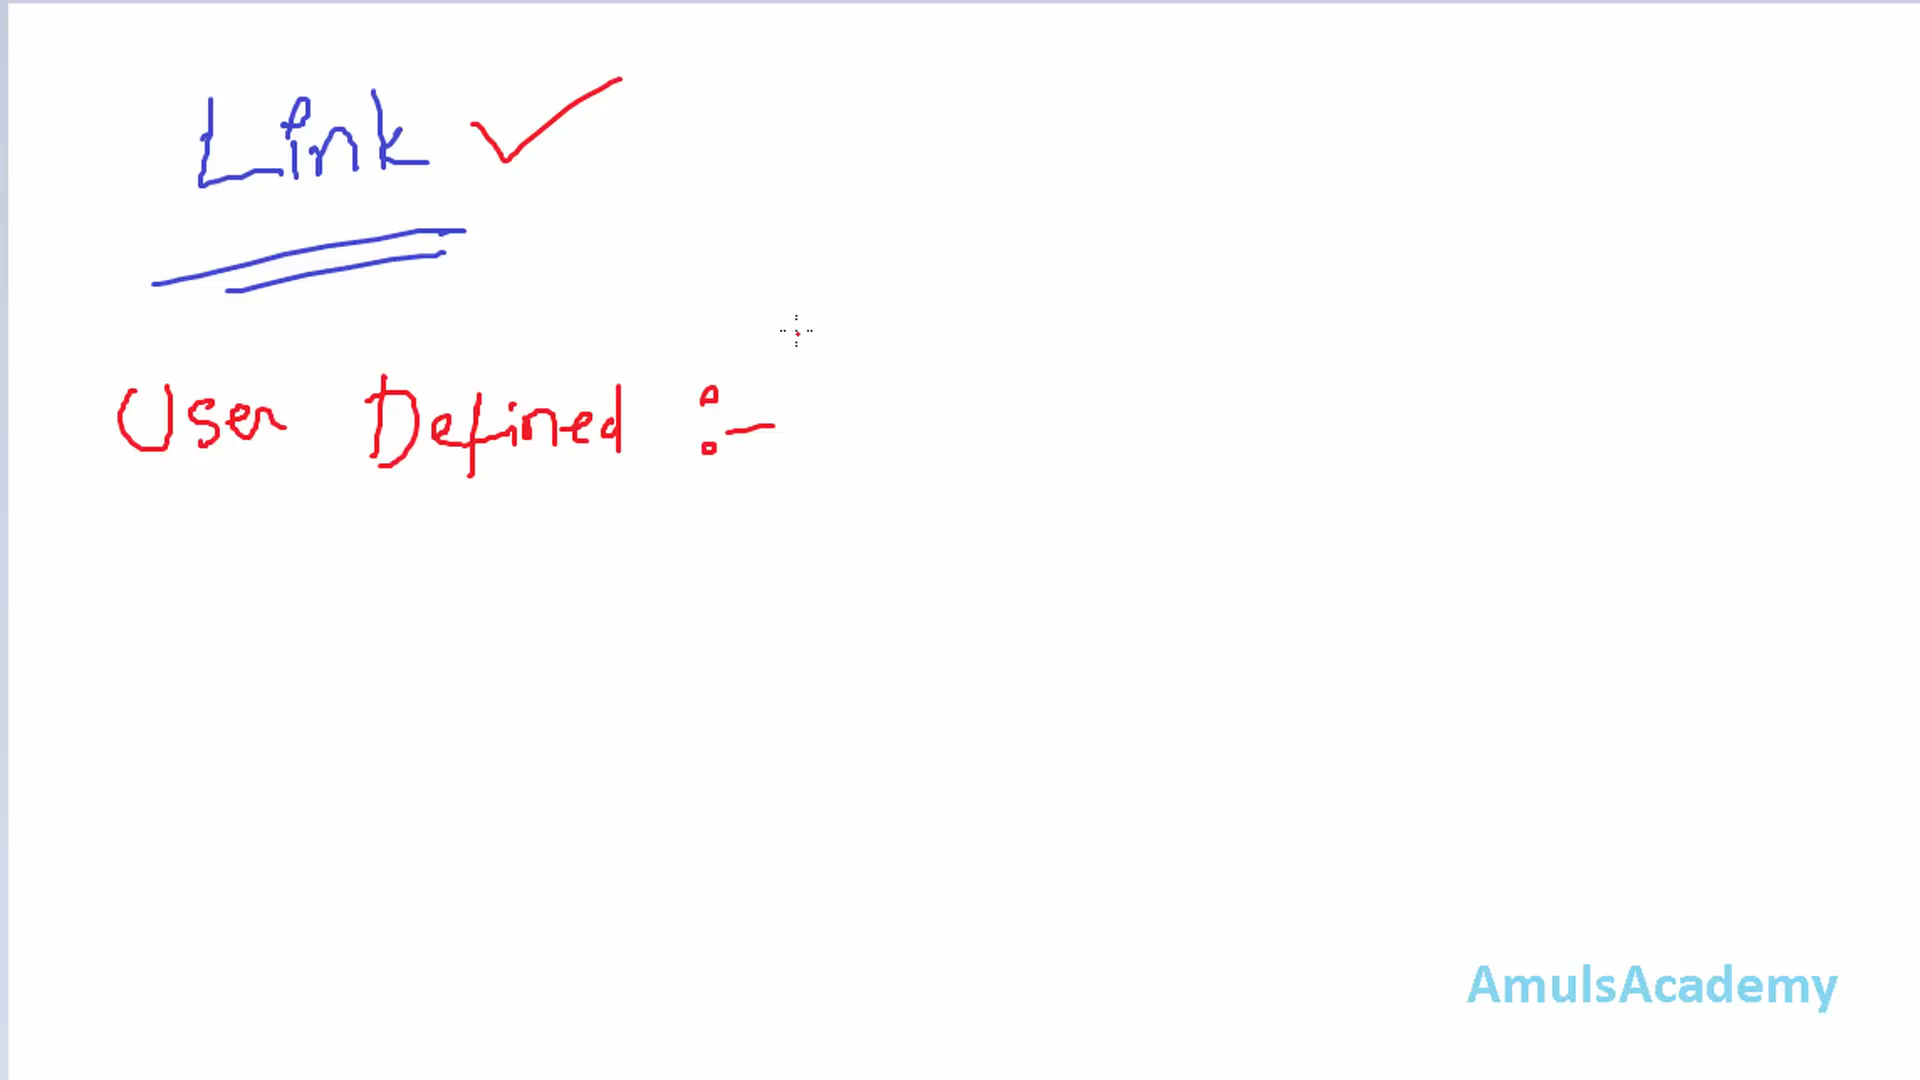 Link ✓
User Defined :-
AmulsAcademy